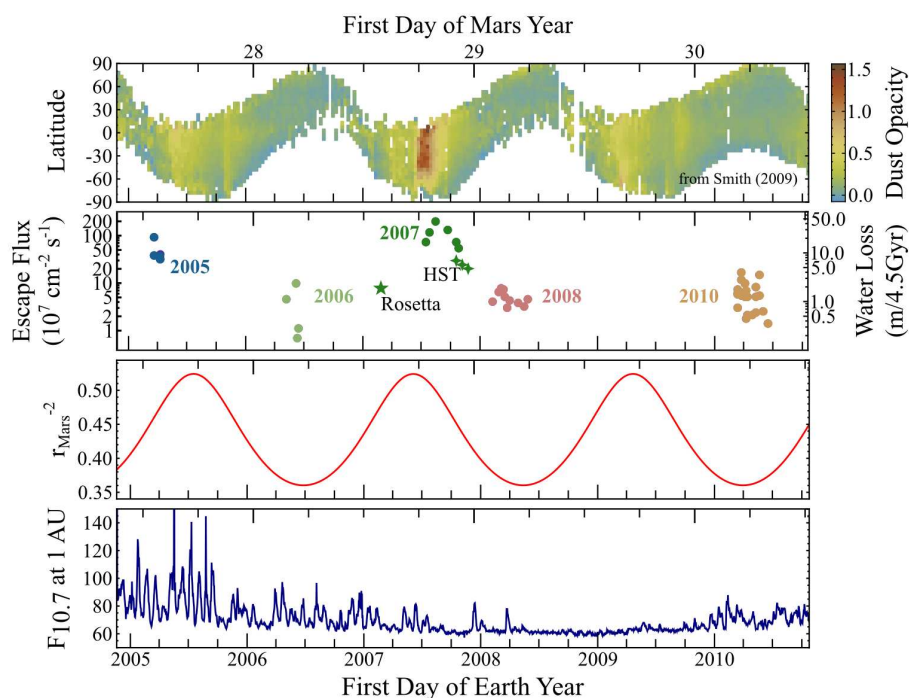 First Day of Mars Year
28 29 30
90
60
30
0
-30
-60
-90
Latitude
from Smith (2009)
1.5
1.0
0.5
0.0
Dust Opacity
200
100
50
20
10
5
2
1
Escape Flux
(10⁷ cm⁻² s⁻¹)
2005
2006
Rosetta
2007
HST
2008
2010
50.0
10.0
5.0
1.0
0.5
Water Loss
(m/4.5Gyr)
0.50
0.45
0.40
0.35
r_Mars⁻²
140
120
100
80
60
F10.7 at 1 AU
2005 2006 2007 2008 2009 2010
First Day of Earth Year